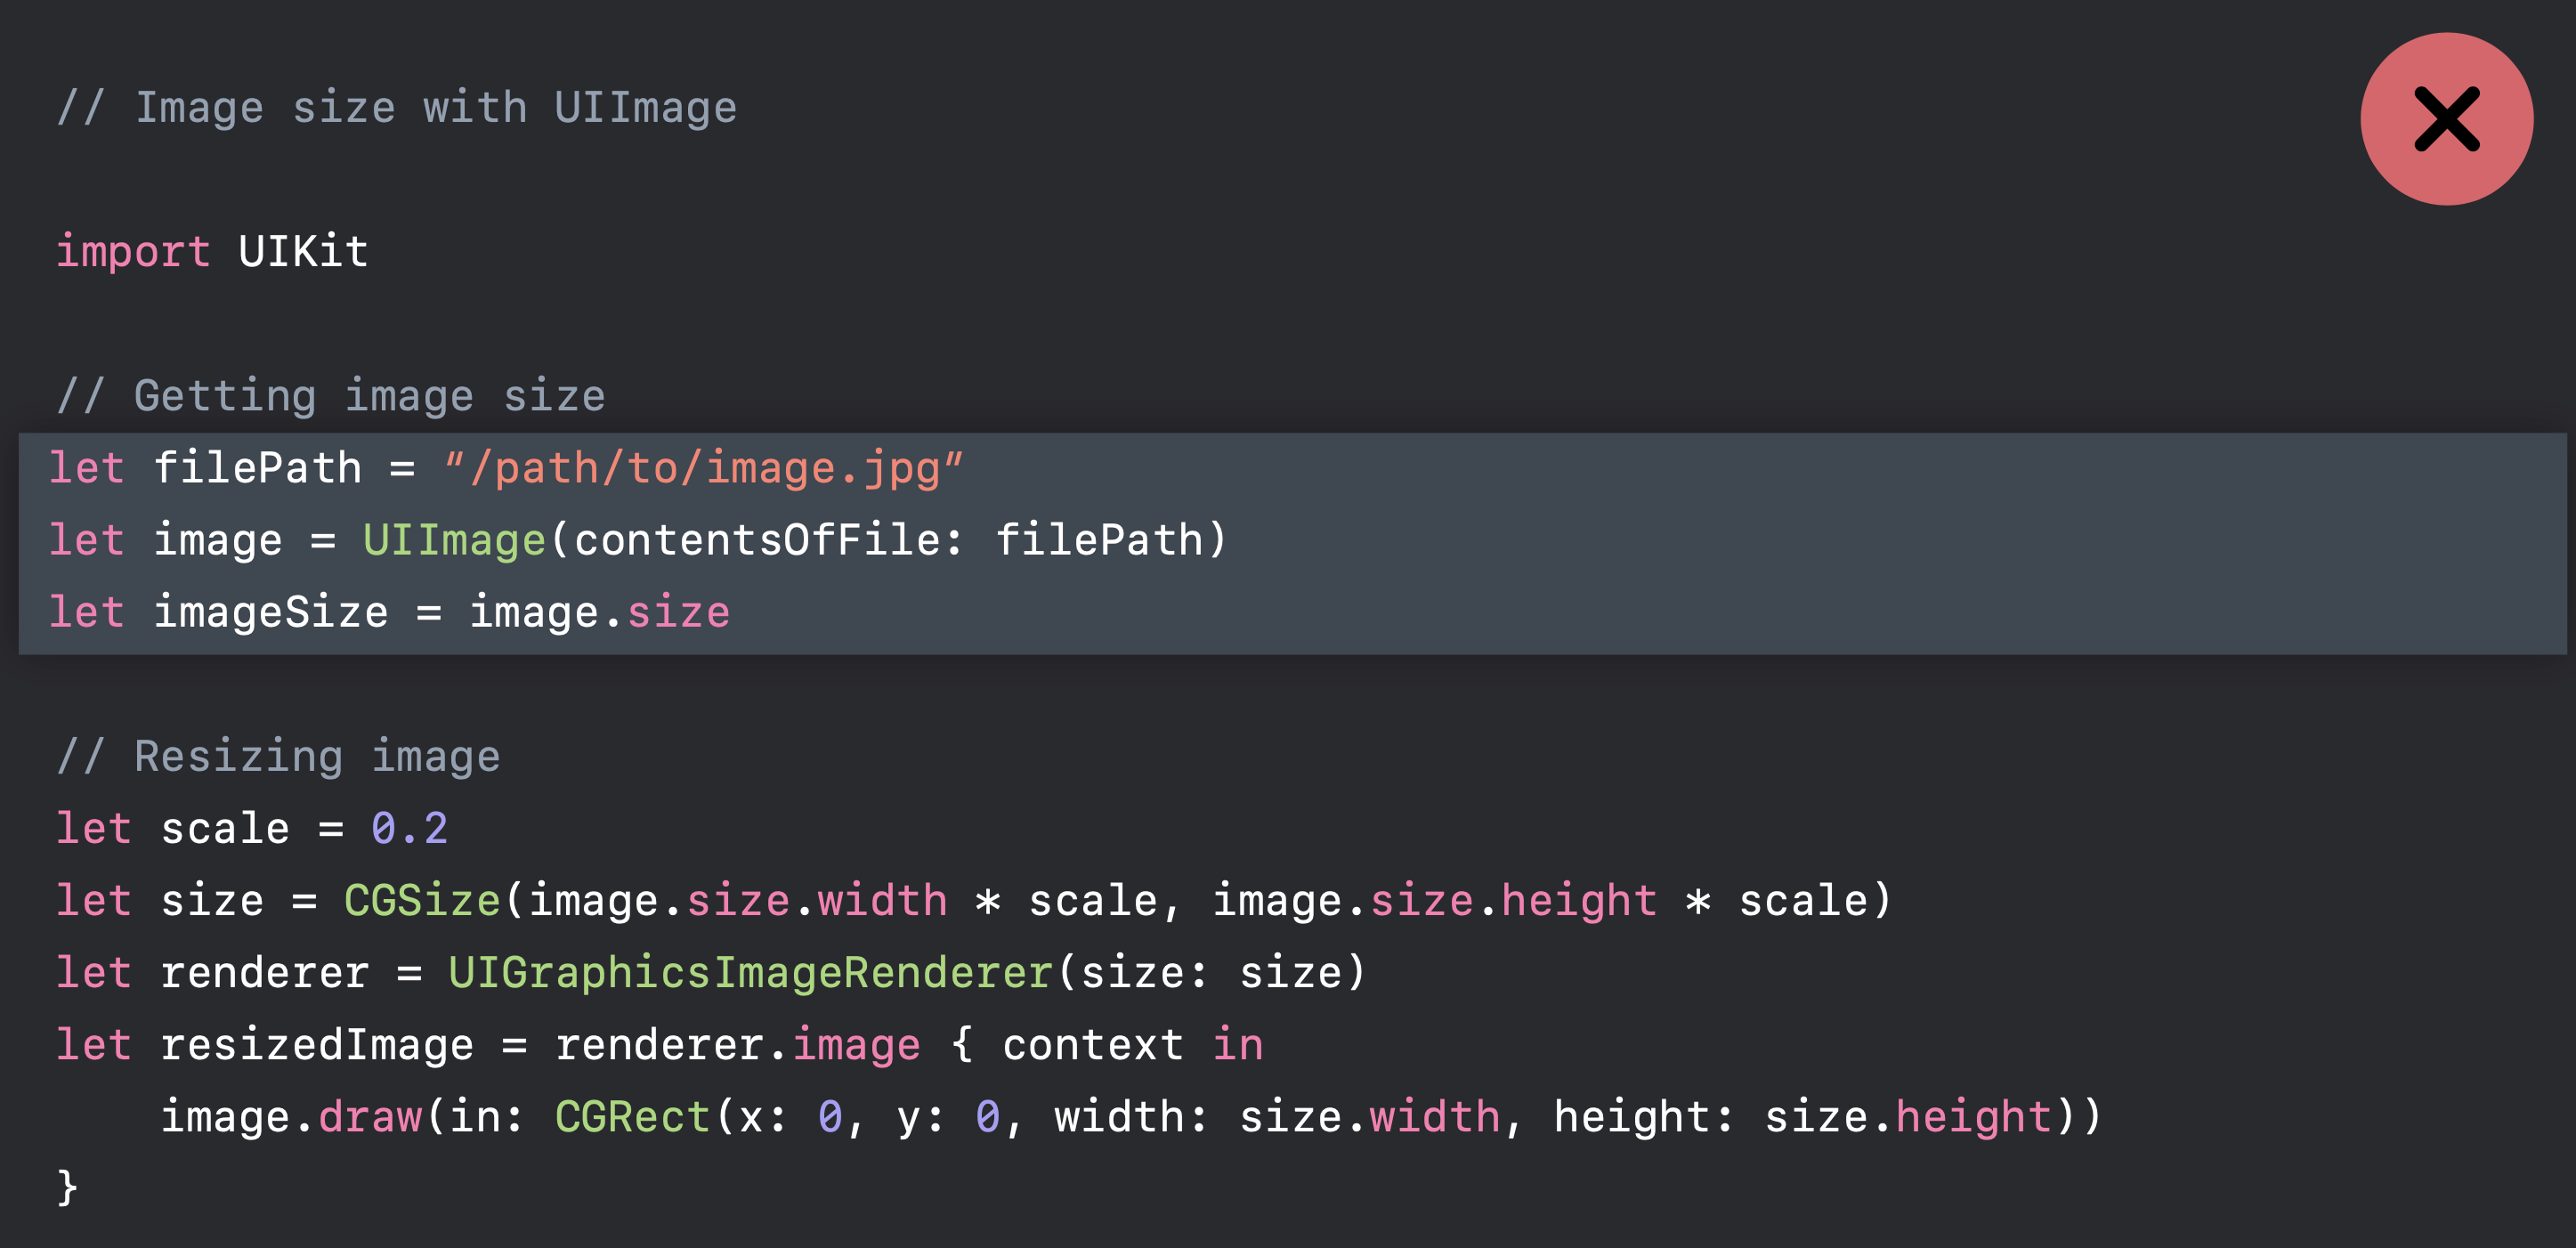 // Image size with UIImage
import UIKit
// Getting image size
let filePath = “/path/to/image.jpg”
let image = UIImage(contentsOfFile: filePath)
let imageSize = image.size
// Resizing image
let scale = 0.2
let size = CGSize(image.size.width * scale, image.size.height * scale)
let renderer = UIGraphicsImageRenderer(size: size)
let resizedImage = renderer.image { context in
    image.draw(in: CGRect(x: 0, y: 0, width: size.width, height: size.height))
}